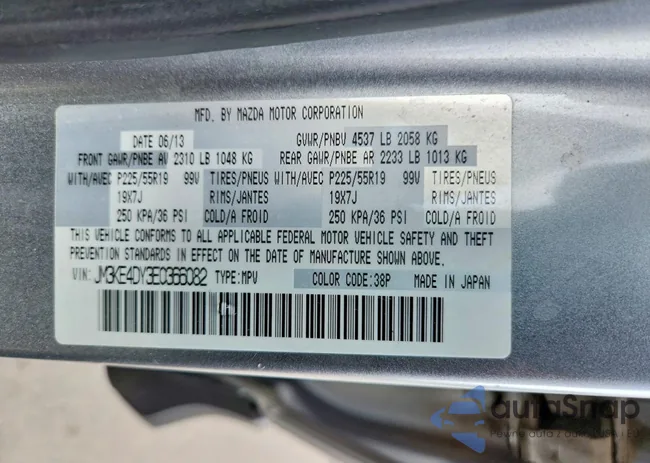 MFD. BY MAZDA MOTOR CORPORATION
DATE 06/13 GVWR/PNBV 4537 LB 2058 KG
FRONT GAWR/PNBE AV 2310 LB 1048 KG REAR GAWR/PNBE AR 2233 LB 1013 KG
WITH/AVEC P225/55R19 99V TIRES/PNEUS WITH/AVEC P225/55R19 99V TIRES/PNEUS
19X7J RIMS/JANTES 19X7J RIMS/JANTES
250 KPA/36 PSI COLD/A FROID 250 KPA/36 PSI COLD/A FROID
THIS VEHICLE CONFORMS TO ALL APPLICABLE FEDERAL MOTOR VEHICLE SAFETY AND THEFT
PREVENTION STANDARDS IN EFFECT ON THE DATE OF MANUFACTURE SHOWN ABOVE.
VIN: JM3KE4DY3E0366082 TYPE:MPV COLOR CODE:38P MADE IN JAPAN
autaSnap